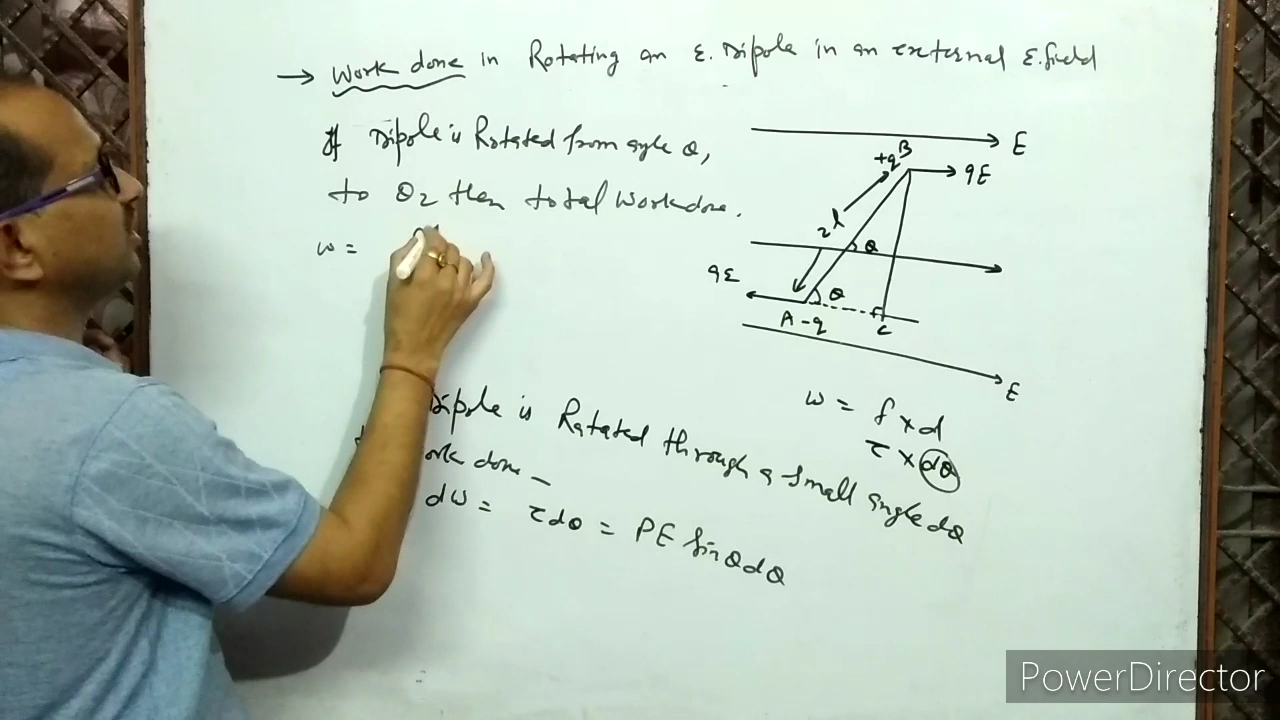 → Work done in Rotating an E. Dipole in an external E. field
If Dipole is Rotated from angle θ,
to θ2 then total Workdone.
w =
E
+q B
qE
2l
θ
qE
θ
A -q
C
E
w = f × d
τ × dθ
Dipole is Rotated through a small angle dθ
work done –
dw = τdθ = PE sinθdθ
PowerDirector